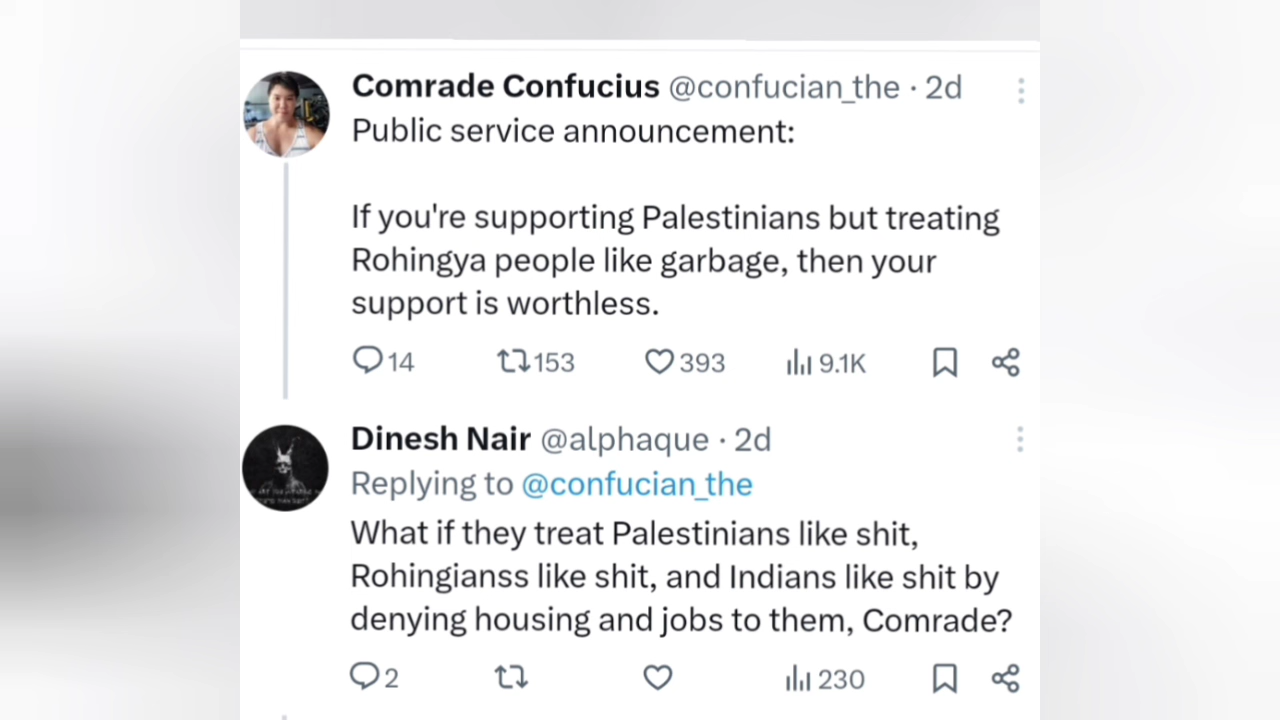 Comrade Confucius @confucian_the · 2d
Public service announcement:
If you're supporting Palestinians but treating
Rohingya people like garbage, then your
support is worthless.
14 153 393 9.1K
Dinesh Nair @alphaque · 2d
Replying to @confucian_the
What if they treat Palestinians like shit,
Rohingianss like shit, and Indians like shit by
denying housing and jobs to them, Comrade?
2 230